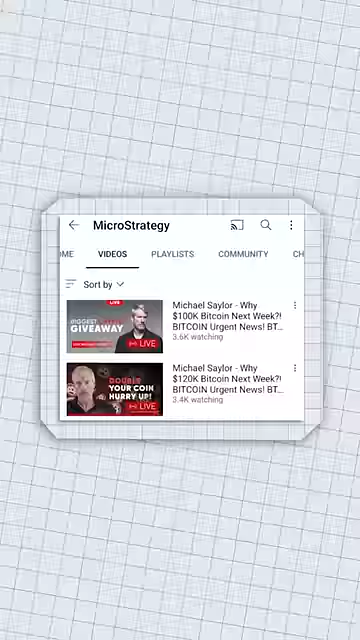 MicroStrategy
OME VIDEOS PLAYLISTS COMMUNITY CH
Sort by
LIVE
BIGGEST
GIVEAWAY
LIVE
Michael Saylor - Why
$100K Bitcoin Next Week?!
BITCOIN Urgent News! BT...
3.6K watching
DOUBLE
YOUR COIN
HURRY UP!
LIVE
Michael Saylor - Why
$120K Bitcoin Next Week?!
BITCOIN Urgent News! BT...
3.4K watching